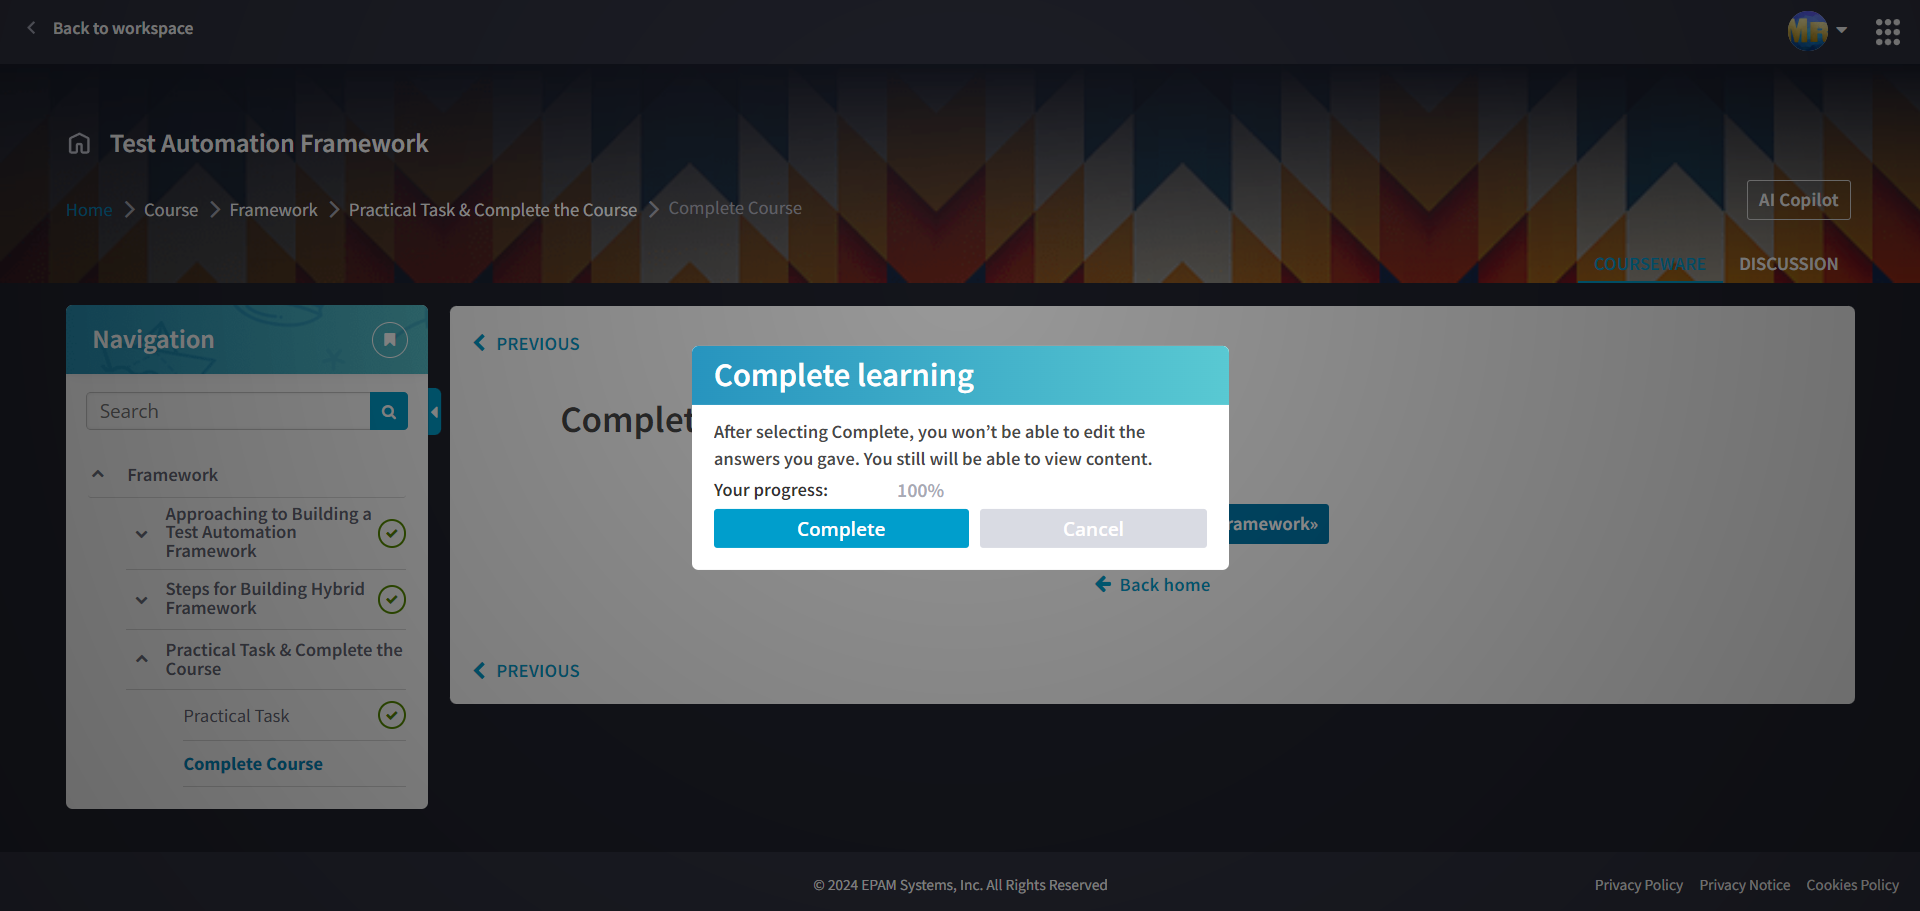 Back to workspace
MR
Test Automation Framework
Home
Course
Framework
Practical Task & Complete the Course
Complete Course
AI Copilot
COURSEWARE
DISCUSSION
Navigation
Search
Framework
Approaching to Building a
Test Automation
Framework
Steps for Building Hybrid
Framework
Practical Task & Complete the
Course
Practical Task
Complete Course
PREVIOUS
Complet
Complete learning
After selecting Complete, you won’t be able to edit the
answers you gave. You still will be able to view content.
Your progress: 100%
Complete
Cancel
ramework»
Back home
PREVIOUS
© 2024 EPAM Systems, Inc. All Rights Reserved
Privacy Policy
Privacy Notice
Cookies Policy